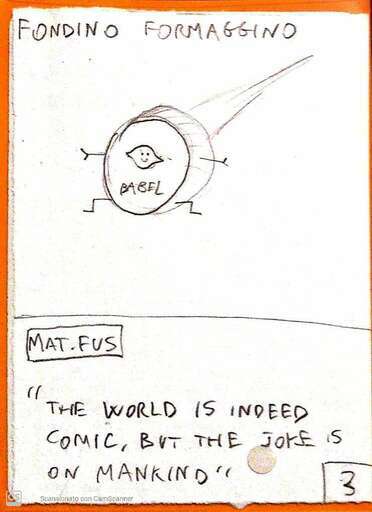 FONDINO FORMAGGINO
BABEL
MAT.FUS
"THE WORLD IS INDEED
COMIC, BUT THE JOKE IS
ON MANKIND"
3
CS Scansionato con CamScanner